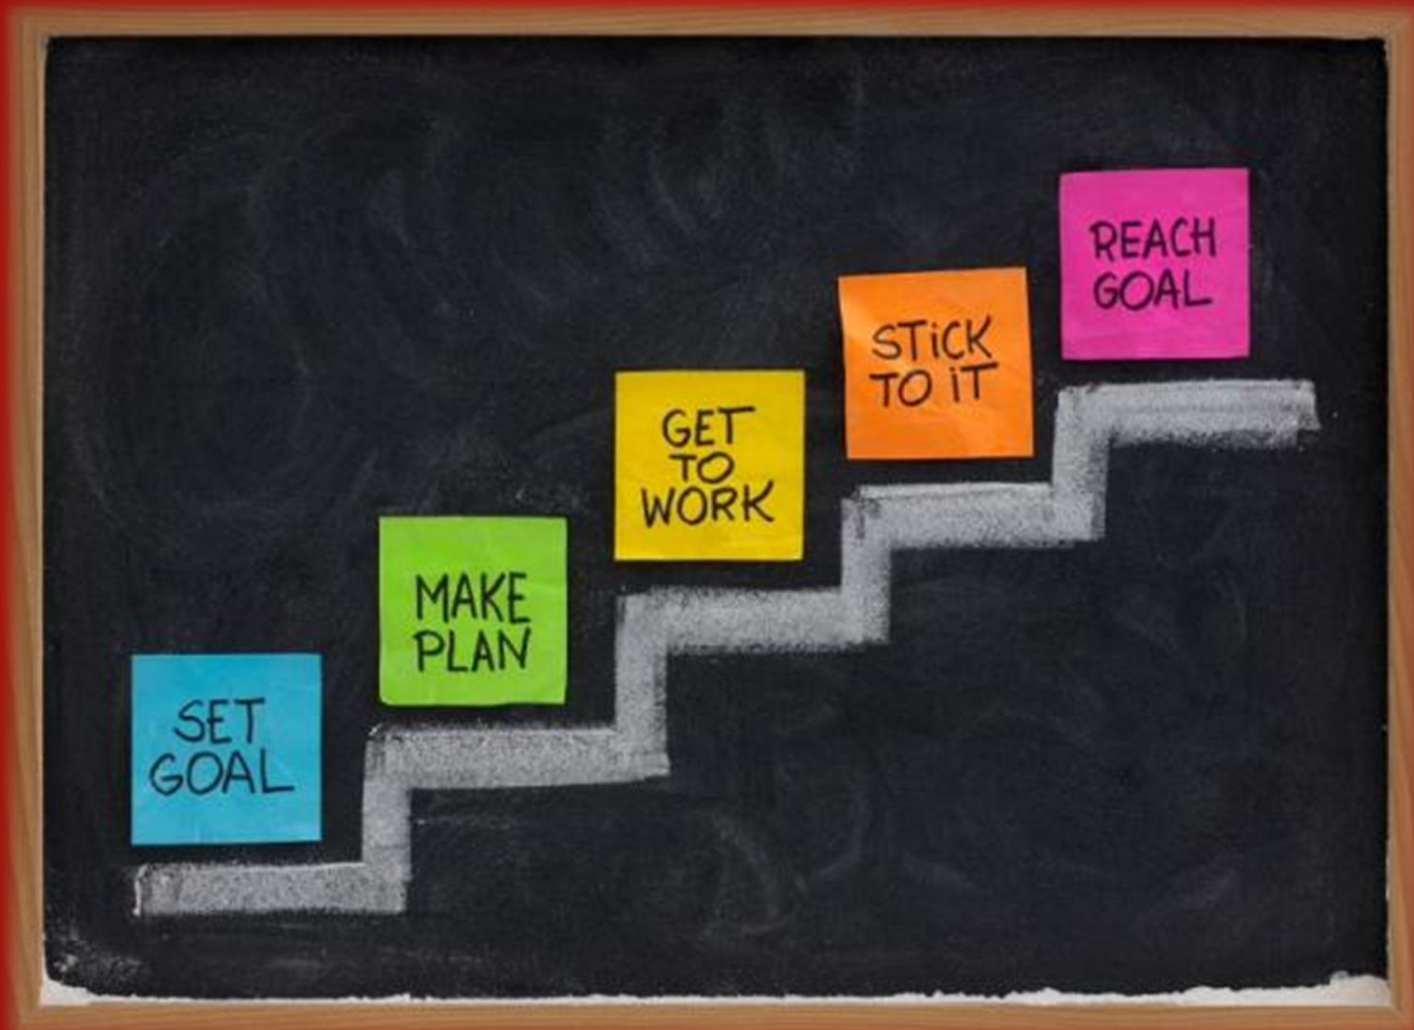 SET
GOAL
MAKE
PLAN
GET
TO
WORK
STiCK
TO iT
REACH
GOAL